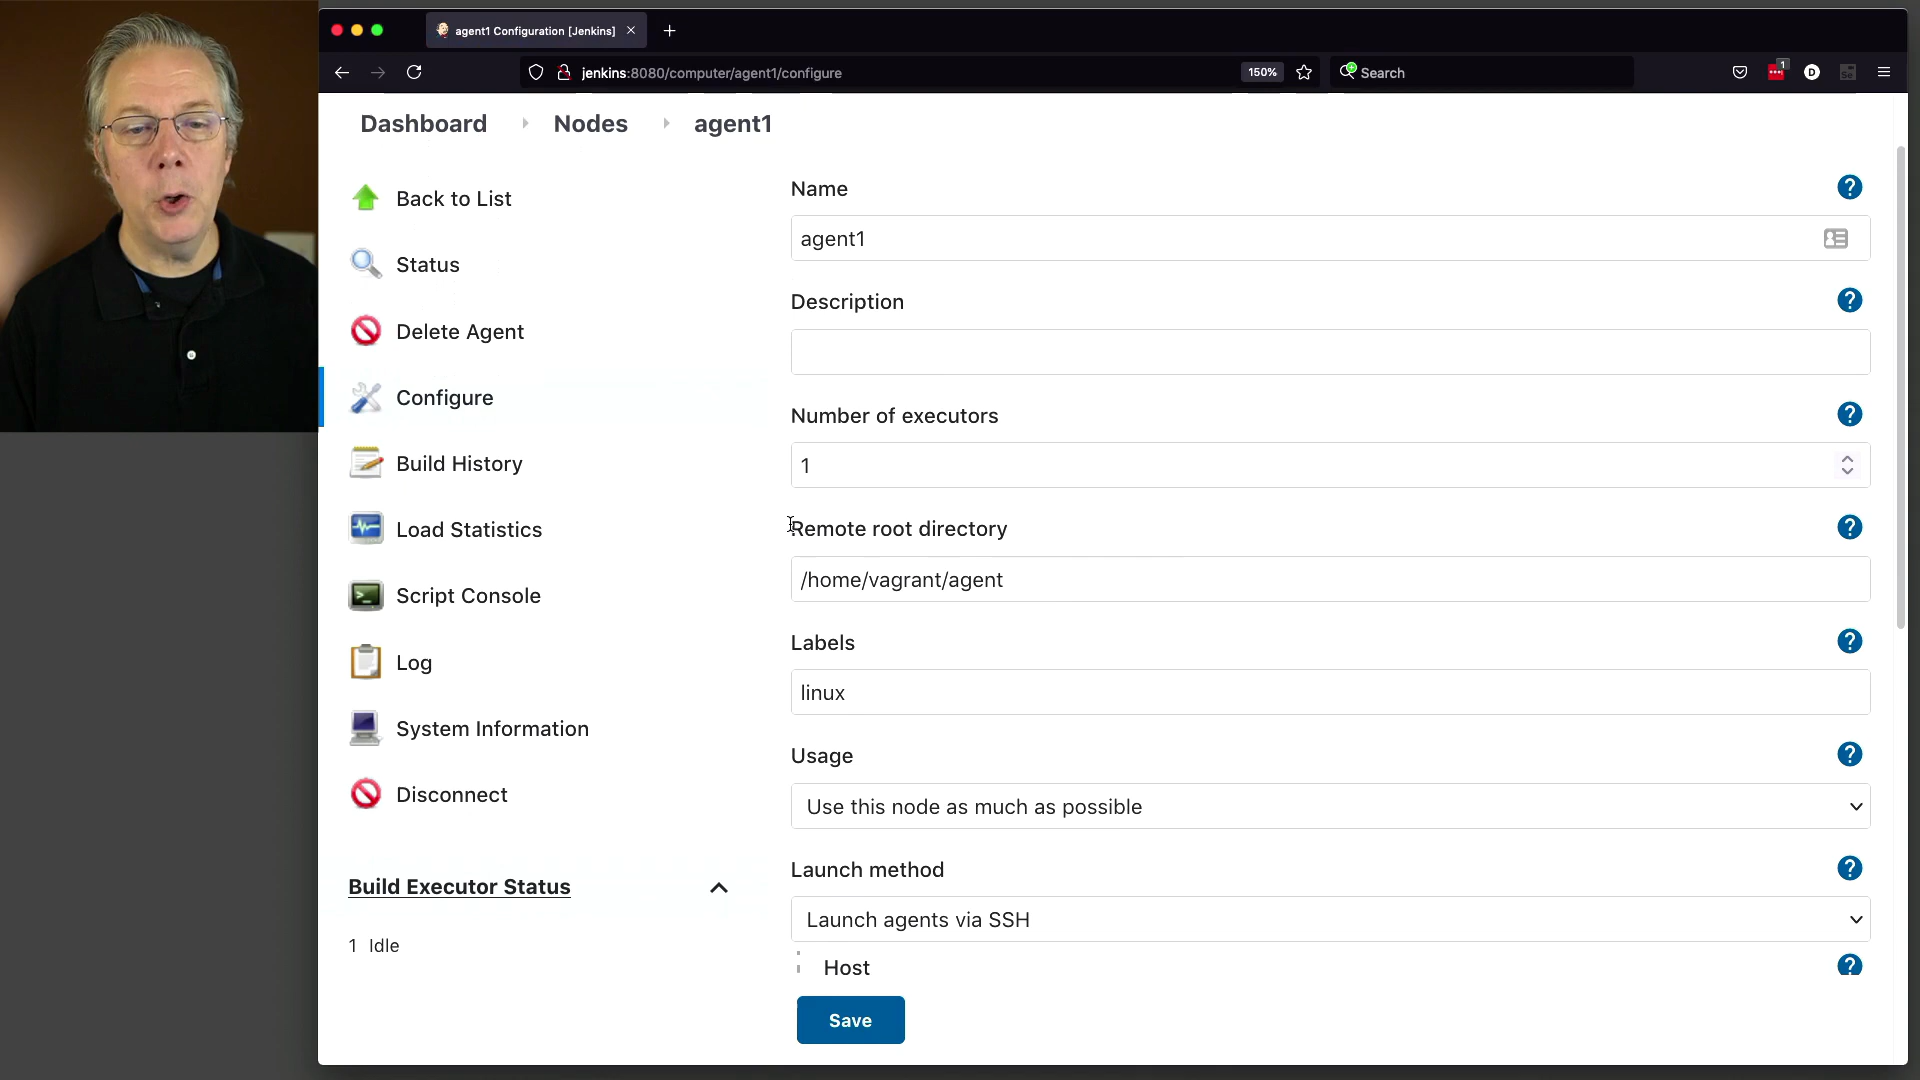 agent1 Configuration [Jenkins]
jenkins:8080/computer/agent1/configure
150%
Search
1
D
Dashboard
Nodes
agent1
Back to List
Status
Delete Agent
Configure
Build History
Load Statistics
Script Console
Log
System Information
Disconnect
Build Executor Status
1 Idle
Name
agent1
Description
Number of executors
1
Remote root directory
/home/vagrant/agent
Labels
linux
Usage
Use this node as much as possible
Launch method
Launch agents via SSH
Host
Save